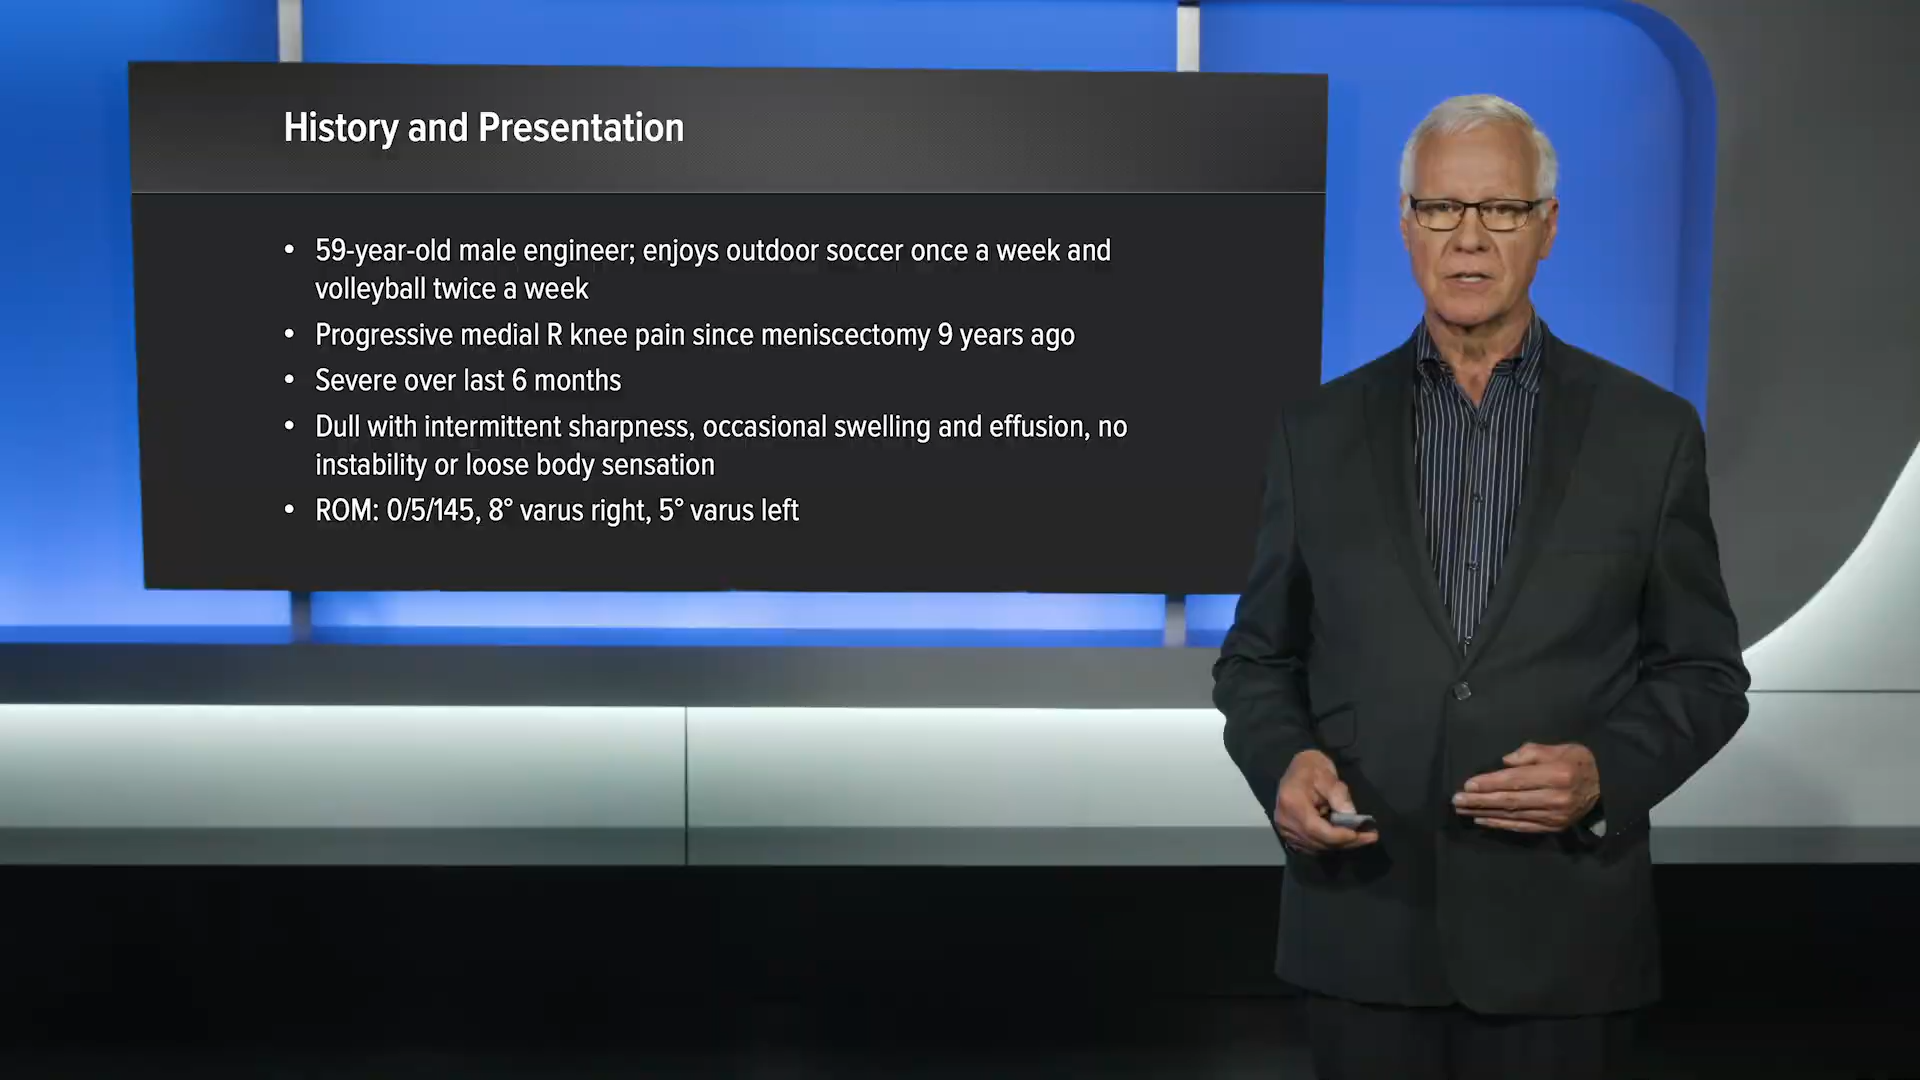 History and Presentation
• 59-year-old male engineer; enjoys outdoor soccer once a week and
volleyball twice a week
• Progressive medial R knee pain since meniscectomy 9 years ago
• Severe over last 6 months
• Dull with intermittent sharpness, occasional swelling and effusion, no
instability or loose body sensation
• ROM: 0/5/145, 8° varus right, 5° varus left